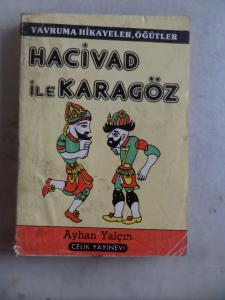 YAVRUMA HİKAYELER, ÖĞÜTLER
HACİVAD
İLE KARAGÖZ
Ayhan Yalçın
ÇELİK YAYINEVİ